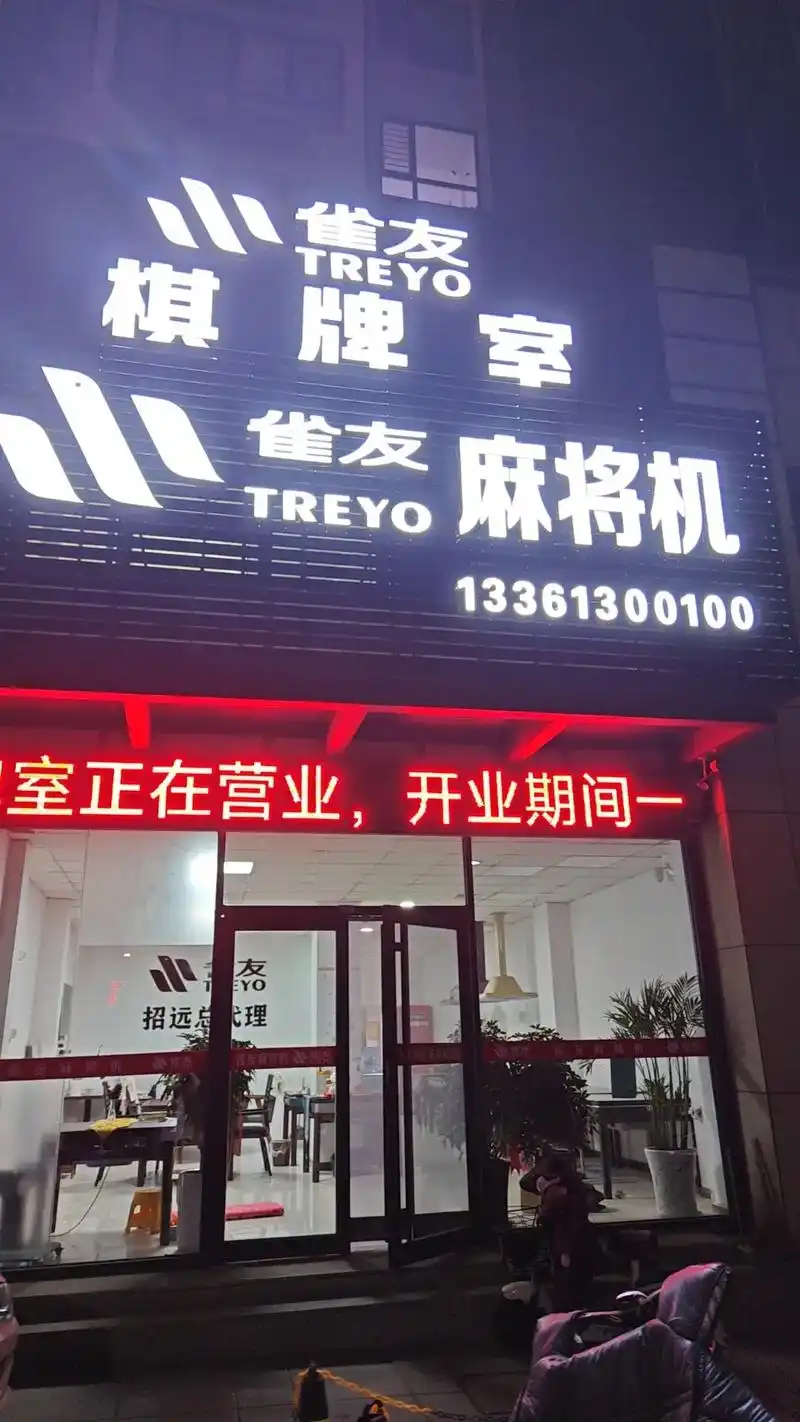 雀友
TREYO
棋牌室
雀友
TREYO
麻将机
13361300100
室正在营业，开业期间一
雀友
TREYO
招远总代理